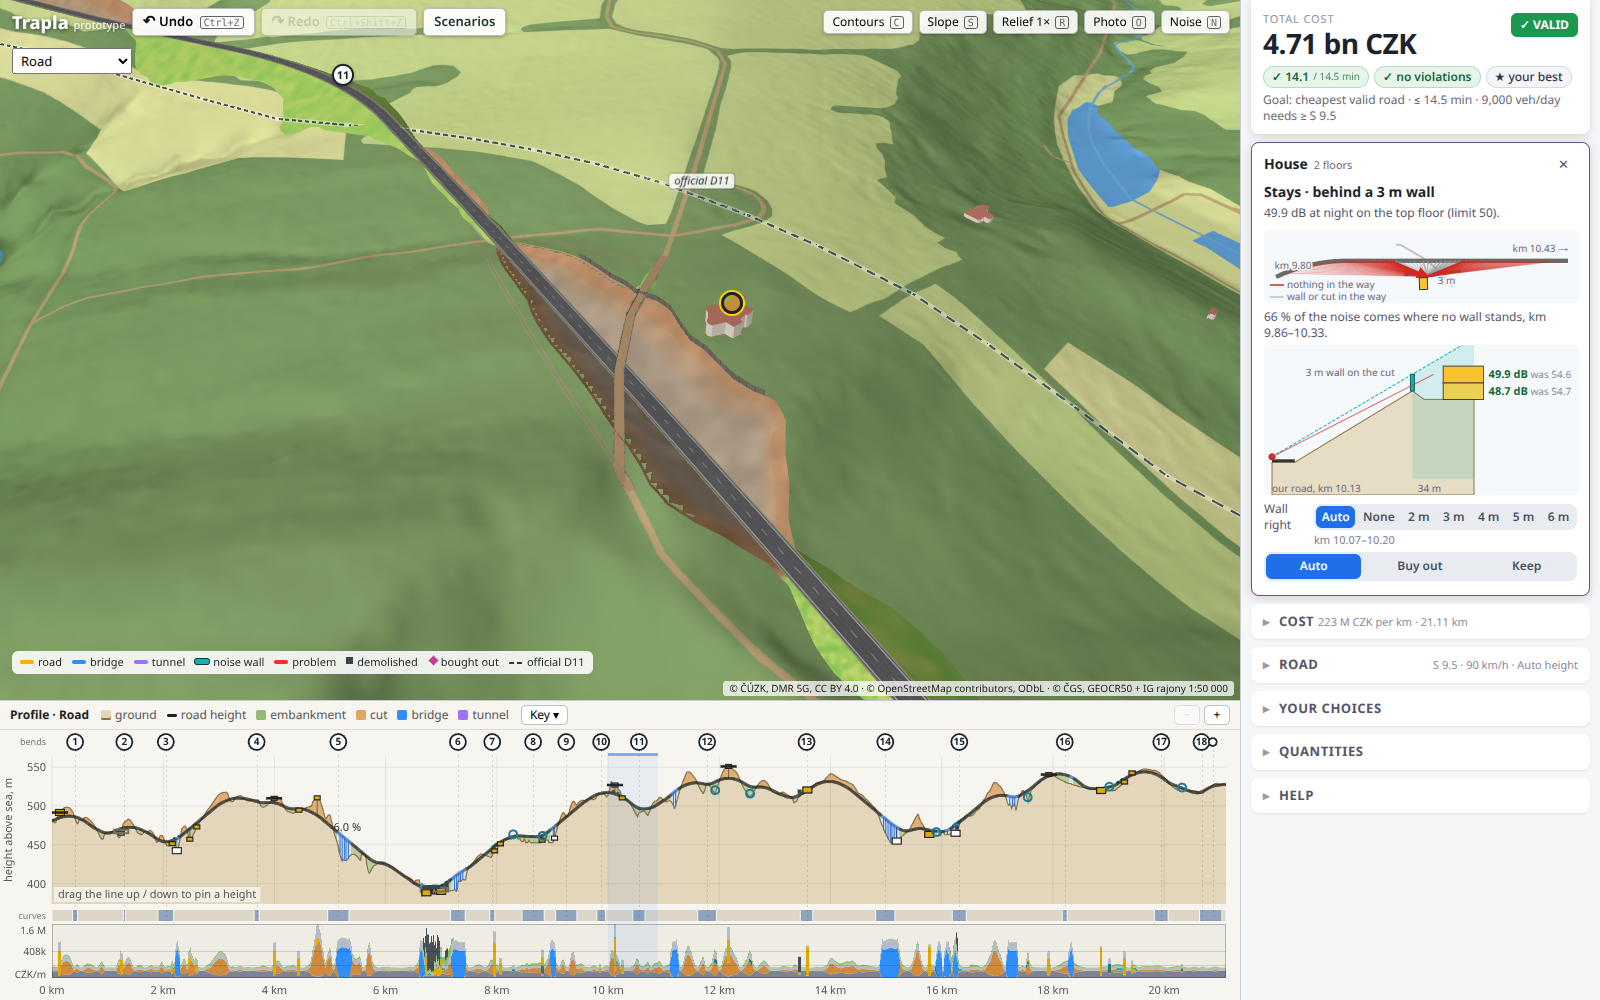 Trapla prototype
↶ Undo Ctrl+Z
↷ Redo Ctrl+Shift+Z
Scenarios
Contours C
Slope S
Relief 1× R
Photo O
Noise N
Road
11
official D11
road
bridge
tunnel
noise wall
problem
demolished
bought out
official D11
© ČÚZK, DMR 5G, CC BY 4.0 · © OpenStreetMap contributors, ODbL · © ČGS, GEOCR50 + IG rajony 1:50 000
TOTAL COST
4.71 bn CZK
✓ VALID
✓ 14.1 / 14.5 min
✓ no violations
★ your best
Goal: cheapest valid road · ≤ 14.5 min · 9,000 veh/day
needs ≥ S 9.5
House 2 floors
×
Stays · behind a 3 m wall
49.9 dB at night on the top floor (limit 50).
km 10.43 →
km 9.80
3 m
nothing in the way
wall or cut in the way
66 % of the noise comes where no wall stands, km
9.86–10.33.
3 m wall on the cut
49.9 dB was 54.6
48.7 dB was 54.7
our road, km 10.13
34 m
Wall
right
Auto None 2 m 3 m 4 m 5 m 6 m
km 10.07–10.20
Auto Buy out Keep
▶ COST 223 M CZK per km · 21.11 km
▶ ROAD S 9.5 · 90 km/h · Auto height
▶ YOUR CHOICES
▶ QUANTITIES
▶ HELP
Profile · Road
ground
road height
embankment
cut
bridge
tunnel
Key ▾
−
+
bends
1 2 3 4 5 6 7 8 9 10 11 12 13 14 15 16 17 18
height above sea, m
550
500
450
400
6.0 %
drag the line up / down to pin a height
curves
1.6 M
408k
CZK/m
0 km 2 km 4 km 6 km 8 km 10 km 12 km 14 km 16 km 18 km 20 km